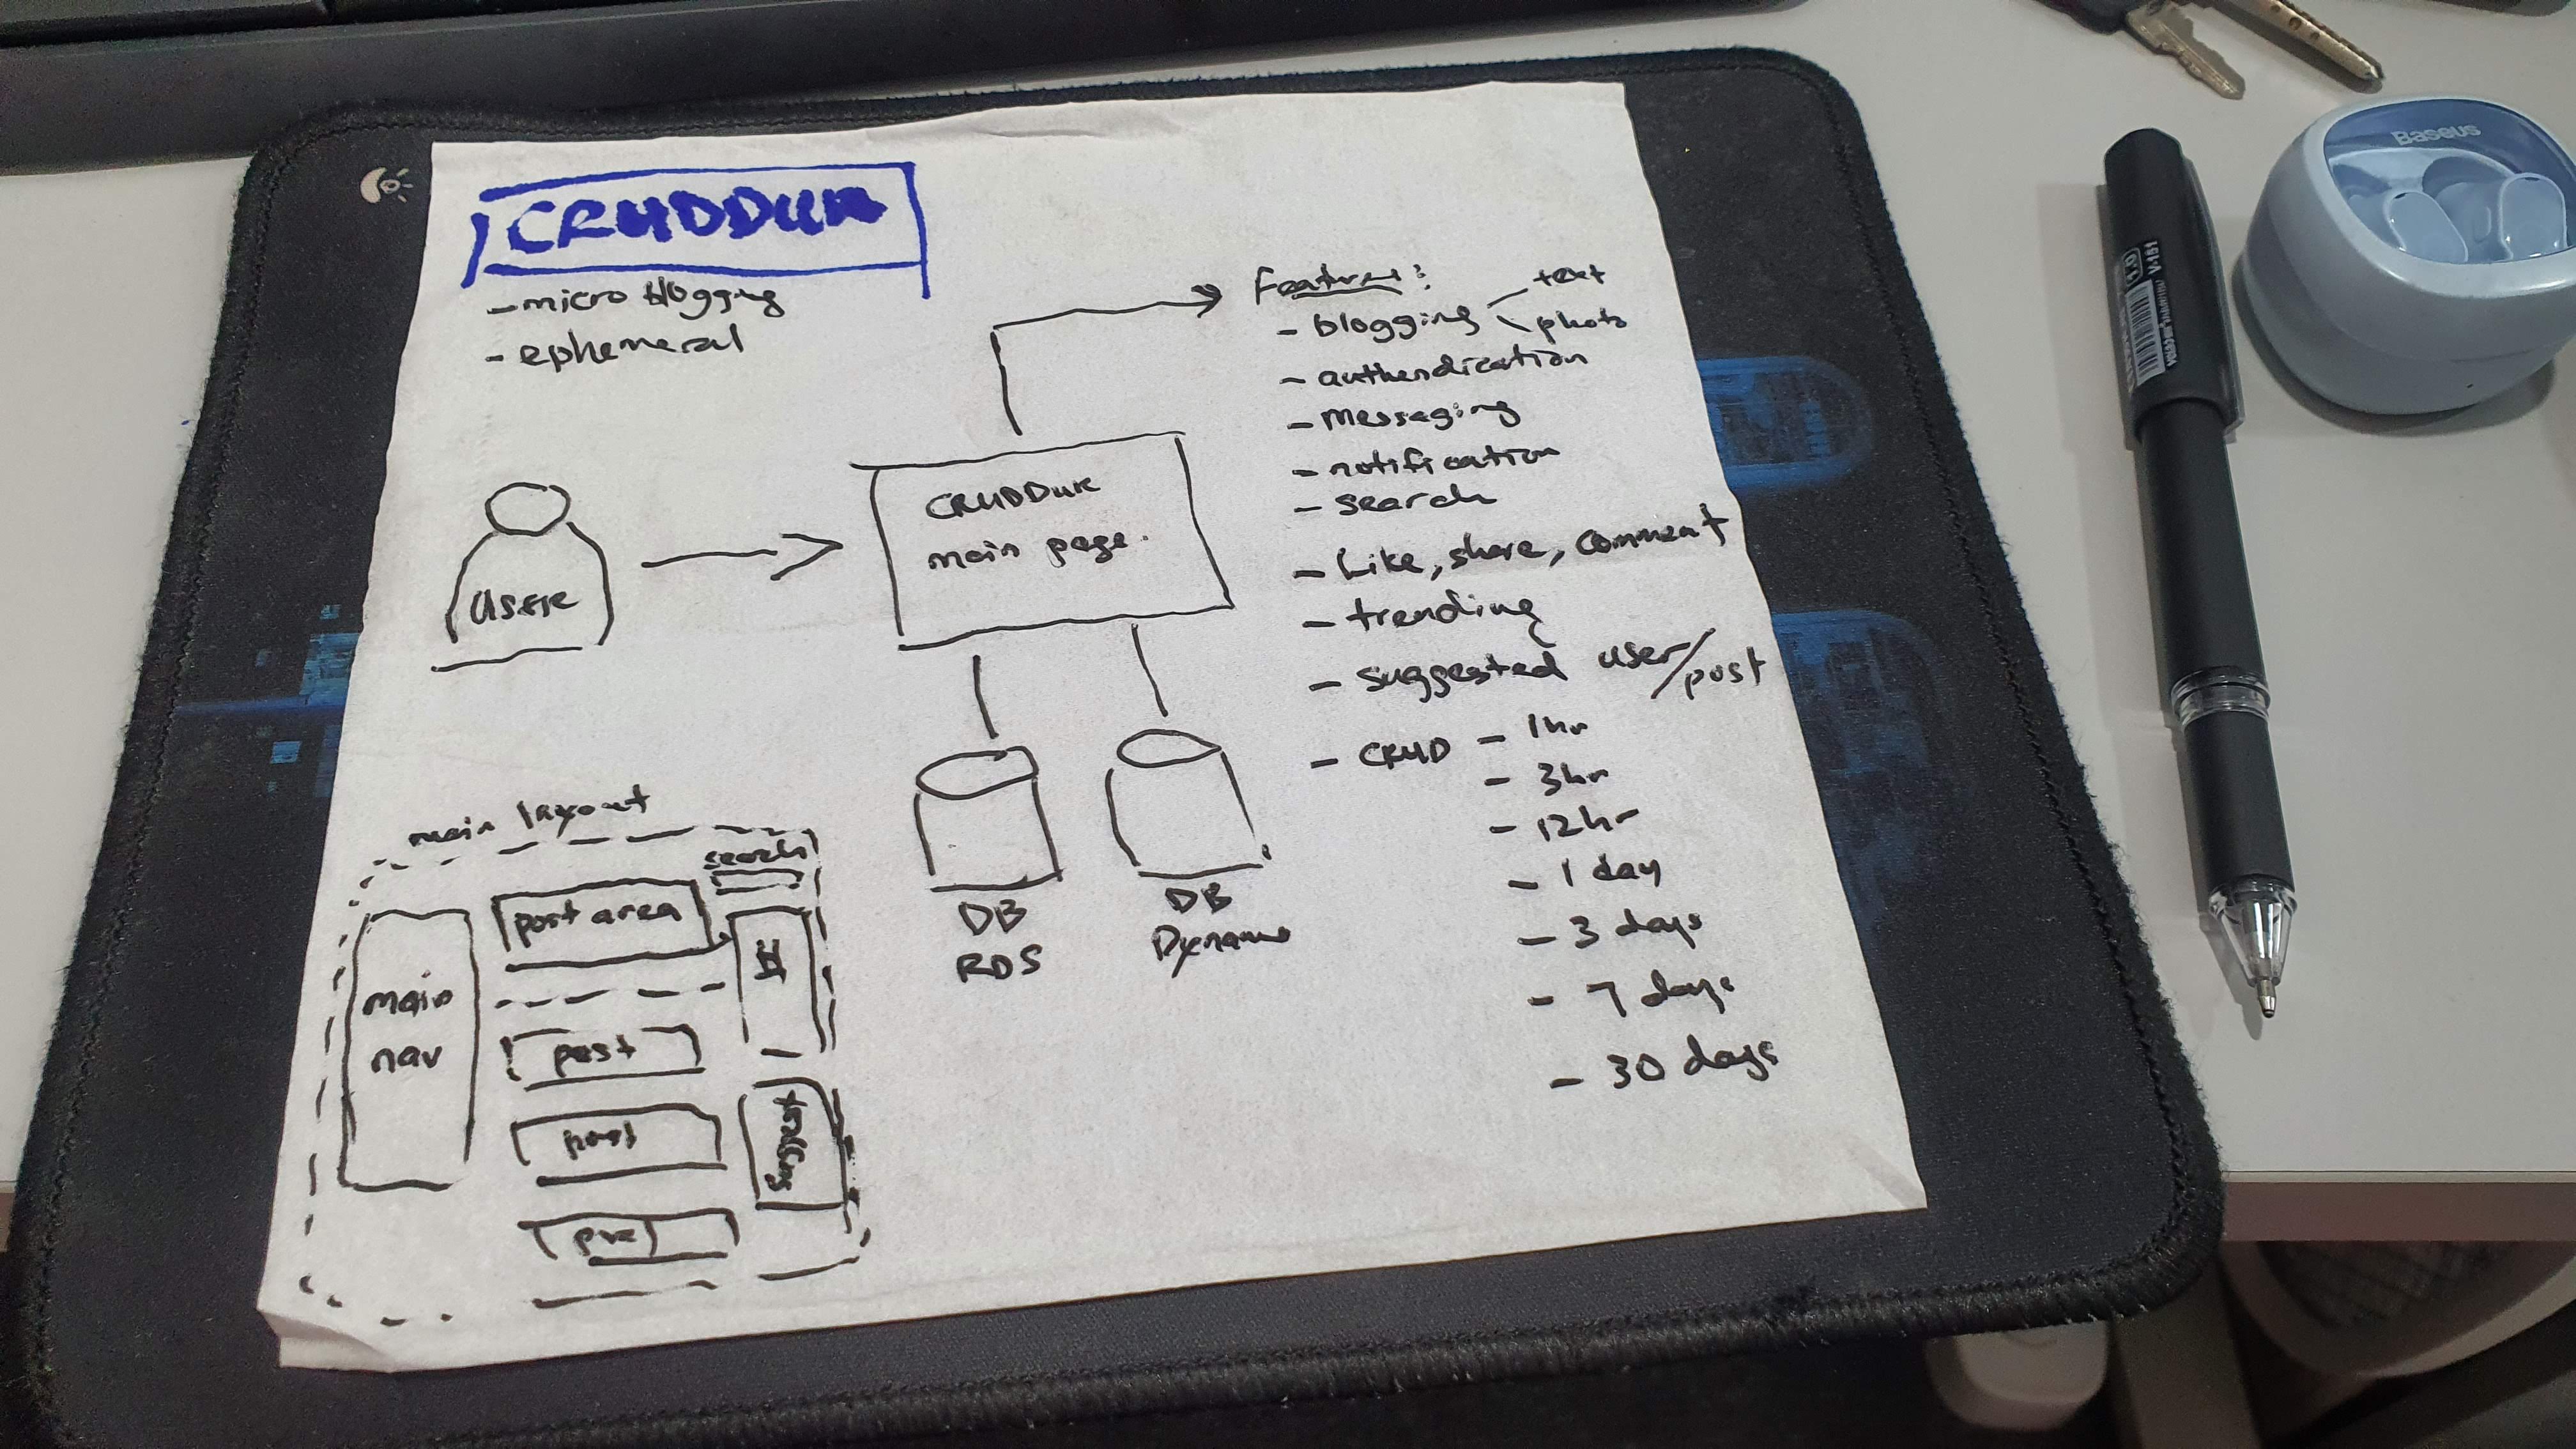 CRUDDUR
- micro blogging
- ephemeral
Features:
- blogging
text
photo
- authendication
- messaging
- notification
- search
- Like, share, comment
- trending
- suggested user/post
- CRUD - 1hr
- 3hr
- 12hr
- 1 day
- 3 days
- 7 days
- 30 days
USER
CRUDDUR
main page.
DB
RDS
DB
Dynamo
main layout
search
post area
main
nav
post
post
Baseus
1.0